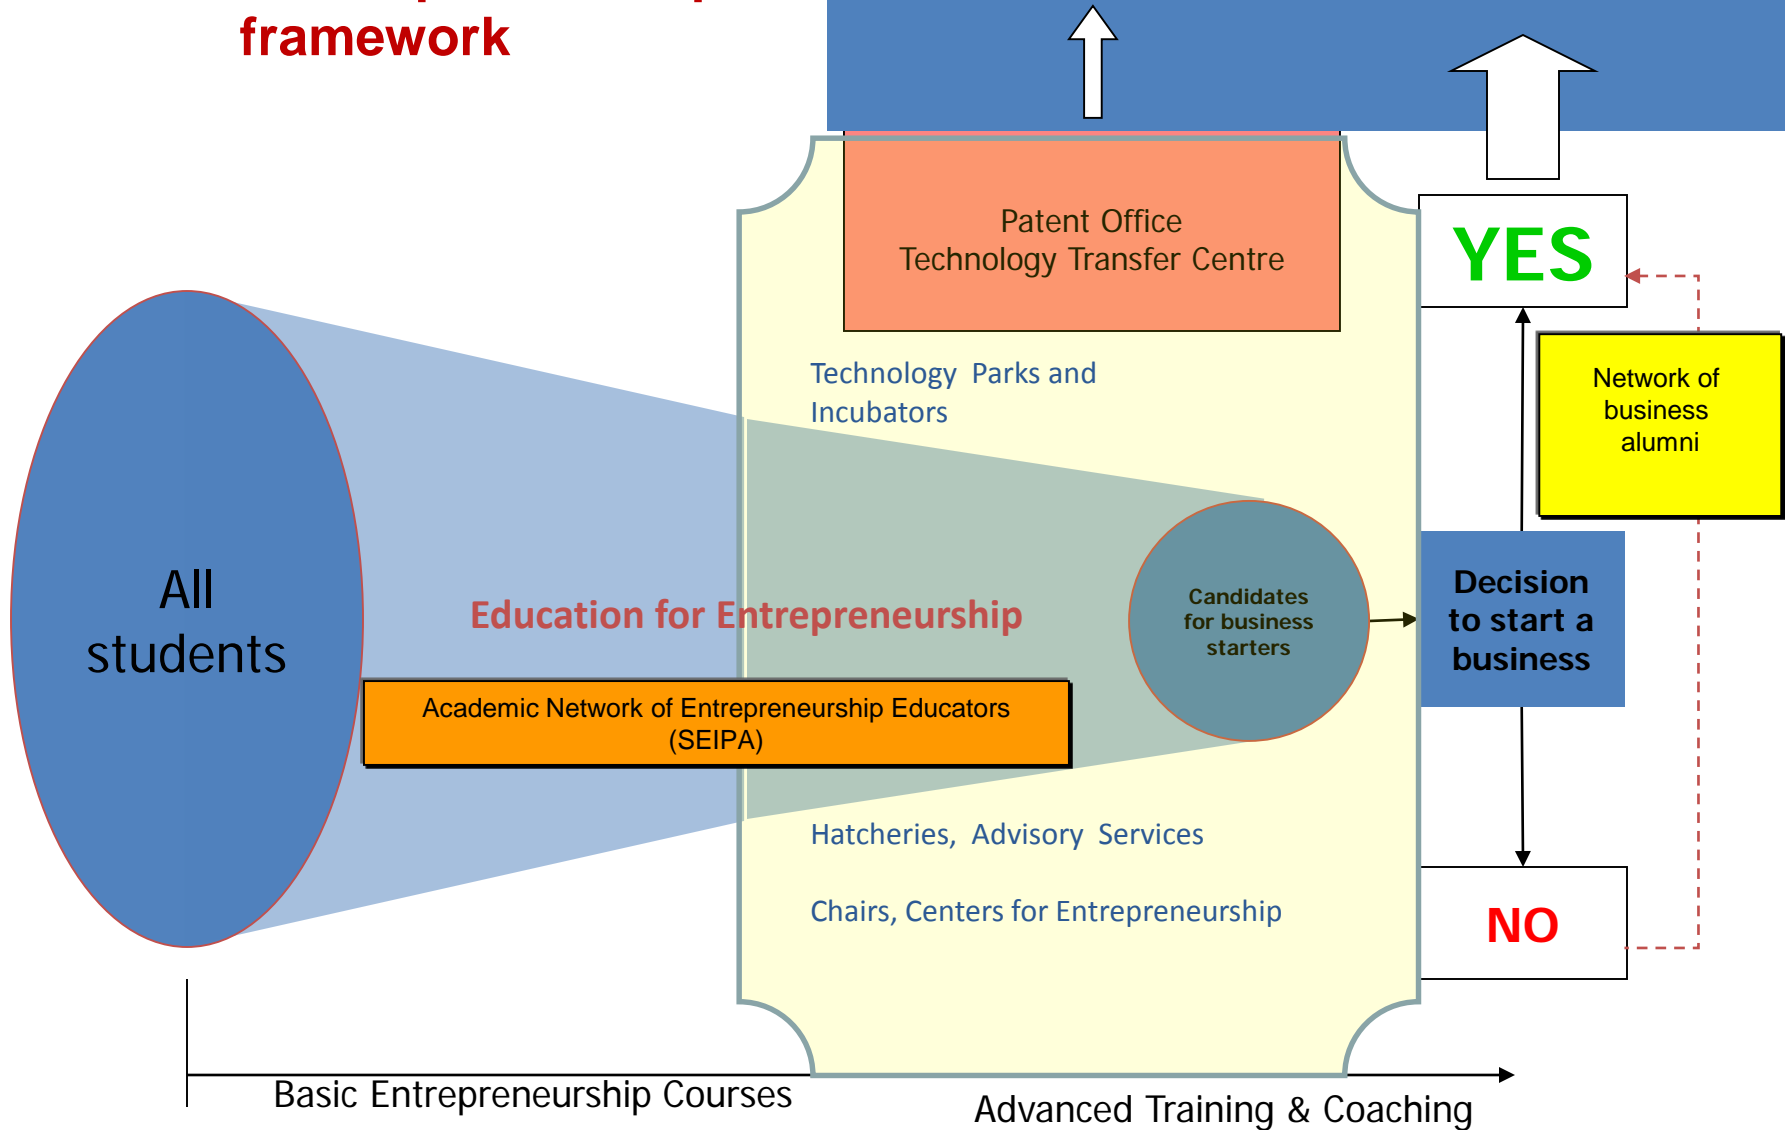 framework
Patent Office
Technology Transfer Centre
YES
Technology Parks and
Incubators
Network of
business
alumni
All
students
Education for Entrepreneurship
Candidates
for business
starters
Decision
to start a
business
Academic Network of Entrepreneurship Educators
(SEIPA)
Hatcheries, Advisory Services
Chairs, Centers for Entrepreneurship
NO
Basic Entrepreneurship Courses
Advanced Training & Coaching